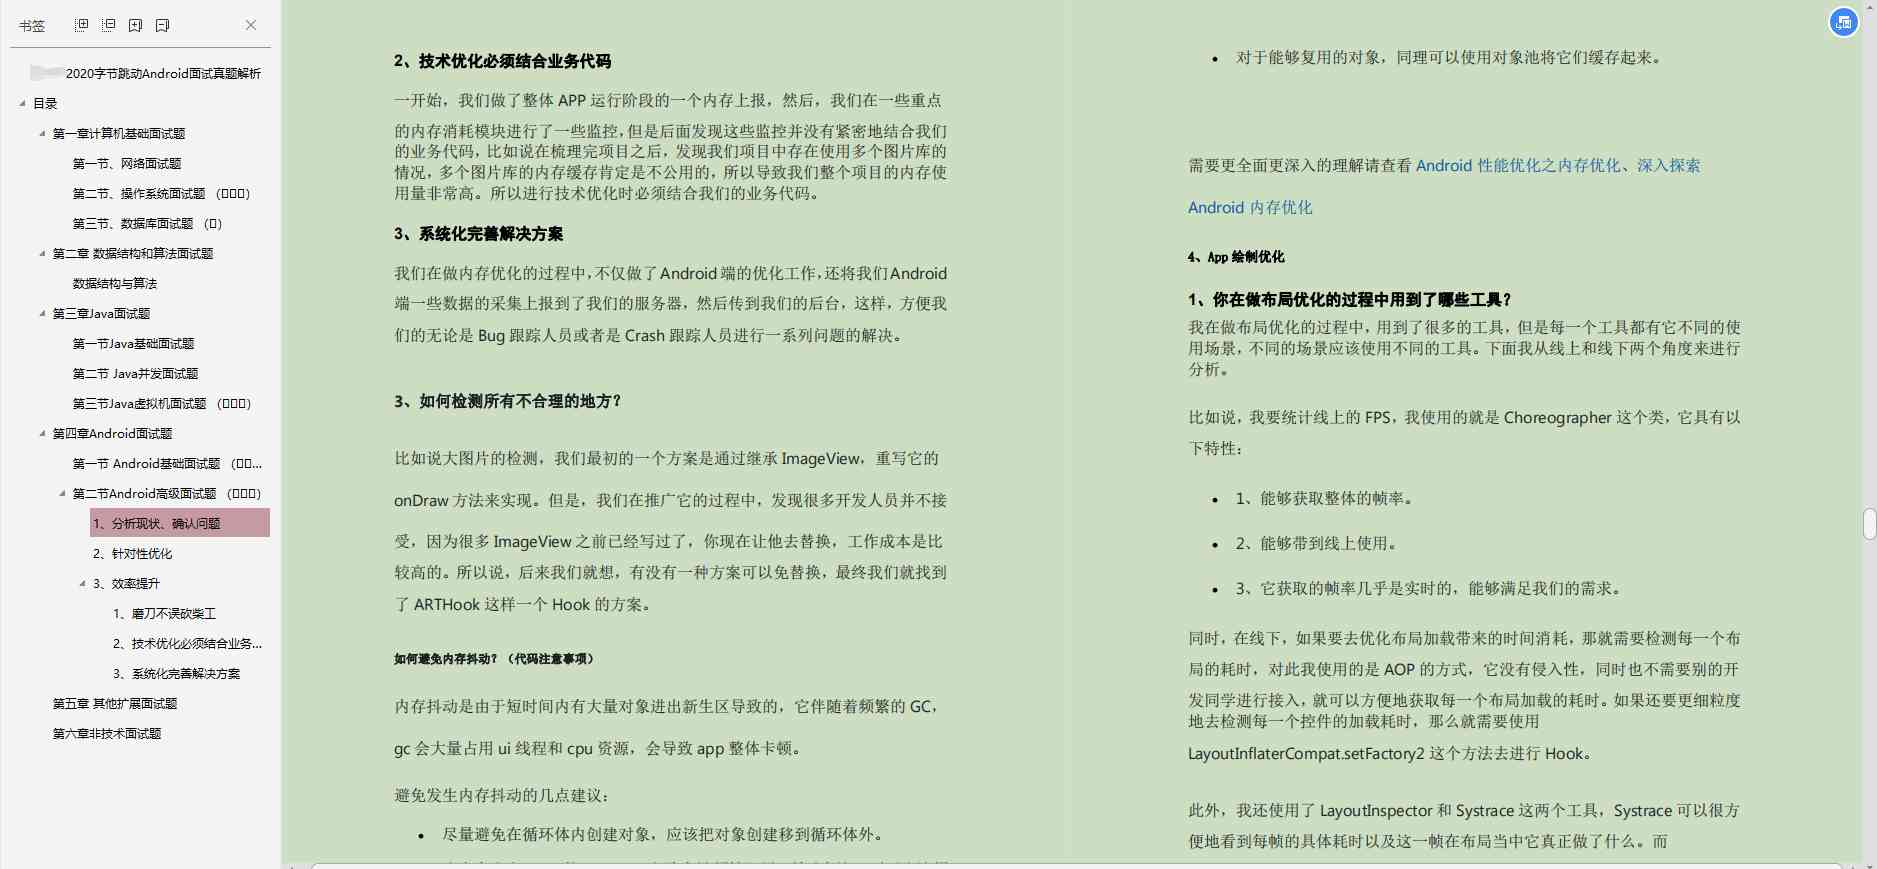 书签
2020字节跳动Android面试真题解析
目录
第一章计算机基础面试题
第一节、网络面试题
第二节、操作系统面试题 （▯▯▯）
第三节、数据库面试题 （▯）
第二章 数据结构和算法面试题
数据结构与算法
第三章Java面试题
第一节Java基础面试题
第二节 Java并发面试题
第三节Java虚拟机面试题 （▯▯▯）
第四章Android面试题
第一节 Android基础面试题 （▯▯...
第二节Android高级面试题 （▯▯▯）
1、分析现状、确认问题
2、针对性优化
3、效率提升
1、磨刀不误砍柴工
2、技术优化必须结合业务...
3、系统化完善解决方案
第五章 其他扩展面试题
第六章非技术面试题
2、技术优化必须结合业务代码
一开始，我们做了整体 APP 运行阶段的一个内存上报，然后，我们在一些重点
的内存消耗模块进行了一些监控，但是后面发现这些监控并没有紧密地结合我们
的业务代码，比如说在梳理完项目之后，发现我们项目中存在使用多个图片库的
情况，多个图片库的内存缓存肯定是不公用的，所以导致我们整个项目的内存使
用量非常高。所以进行技术优化时必须结合我们的业务代码。
3、系统化完善解决方案
我们在做内存优化的过程中，不仅做了Android 端的优化工作，还将我们Android
端一些数据的采集上报到了我们的服务器，然后传到我们的后台，这样，方便我
们的无论是 Bug 跟踪人员或者是 Crash 跟踪人员进行一系列问题的解决。
3、如何检测所有不合理的地方？
比如说大图片的检测，我们最初的一个方案是通过继承 ImageView，重写它的
onDraw 方法来实现。但是，我们在推广它的过程中，发现很多开发人员并不接
受，因为很多 ImageView 之前已经写过了，你现在让他去替换，工作成本是比
较高的。所以说，后来我们就想，有没有一种方案可以免替换，最终我们就找到
了 ARTHook 这样一个 Hook 的方案。
如何避免内存抖动？（代码注意事项）
内存抖动是由于短时间内有大量对象进出新生区导致的，它伴随着频繁的 GC，
gc 会大量占用 ui 线程和 cpu 资源，会导致 app 整体卡顿。
避免发生内存抖动的几点建议：
• 尽量避免在循环体内创建对象，应该把对象创建移到循环体外。
• 对于能够复用的对象，同理可以使用对象池将它们缓存起来。
需要更全面更深入的理解请查看 Android 性能优化之内存优化、深入探索
Android 内存优化
4、App 绘制优化
1、你在做布局优化的过程中用到了哪些工具？
我在做布局优化的过程中，用到了很多的工具，但是每一个工具都有它不同的使
用场景，不同的场景应该使用不同的工具。下面我从线上和线下两个角度来进行
分析。
比如说，我要统计线上的 FPS，我使用的就是 Choreographer 这个类，它具有以
下特性：
• 1、能够获取整体的帧率。
• 2、能够带到线上使用。
• 3、它获取的帧率几乎是实时的，能够满足我们的需求。
同时，在线下，如果要去优化布局加载带来的时间消耗，那就需要检测每一个布
局的耗时，对此我使用的是 AOP 的方式，它没有侵入性，同时也不需要别的开
发同学进行接入，就可以方便地获取每一个布局加载的耗时。如果还要更细粒度
地去检测每一个控件的加载耗时，那么就需要使用
LayoutInflaterCompat.setFactory2 这个方法去进行 Hook。
此外，我还使用了 LayoutInspector 和 Systrace 这两个工具，Systrace 可以很方
便地看到每帧的具体耗时以及这一帧在布局当中它真正做了什么。而